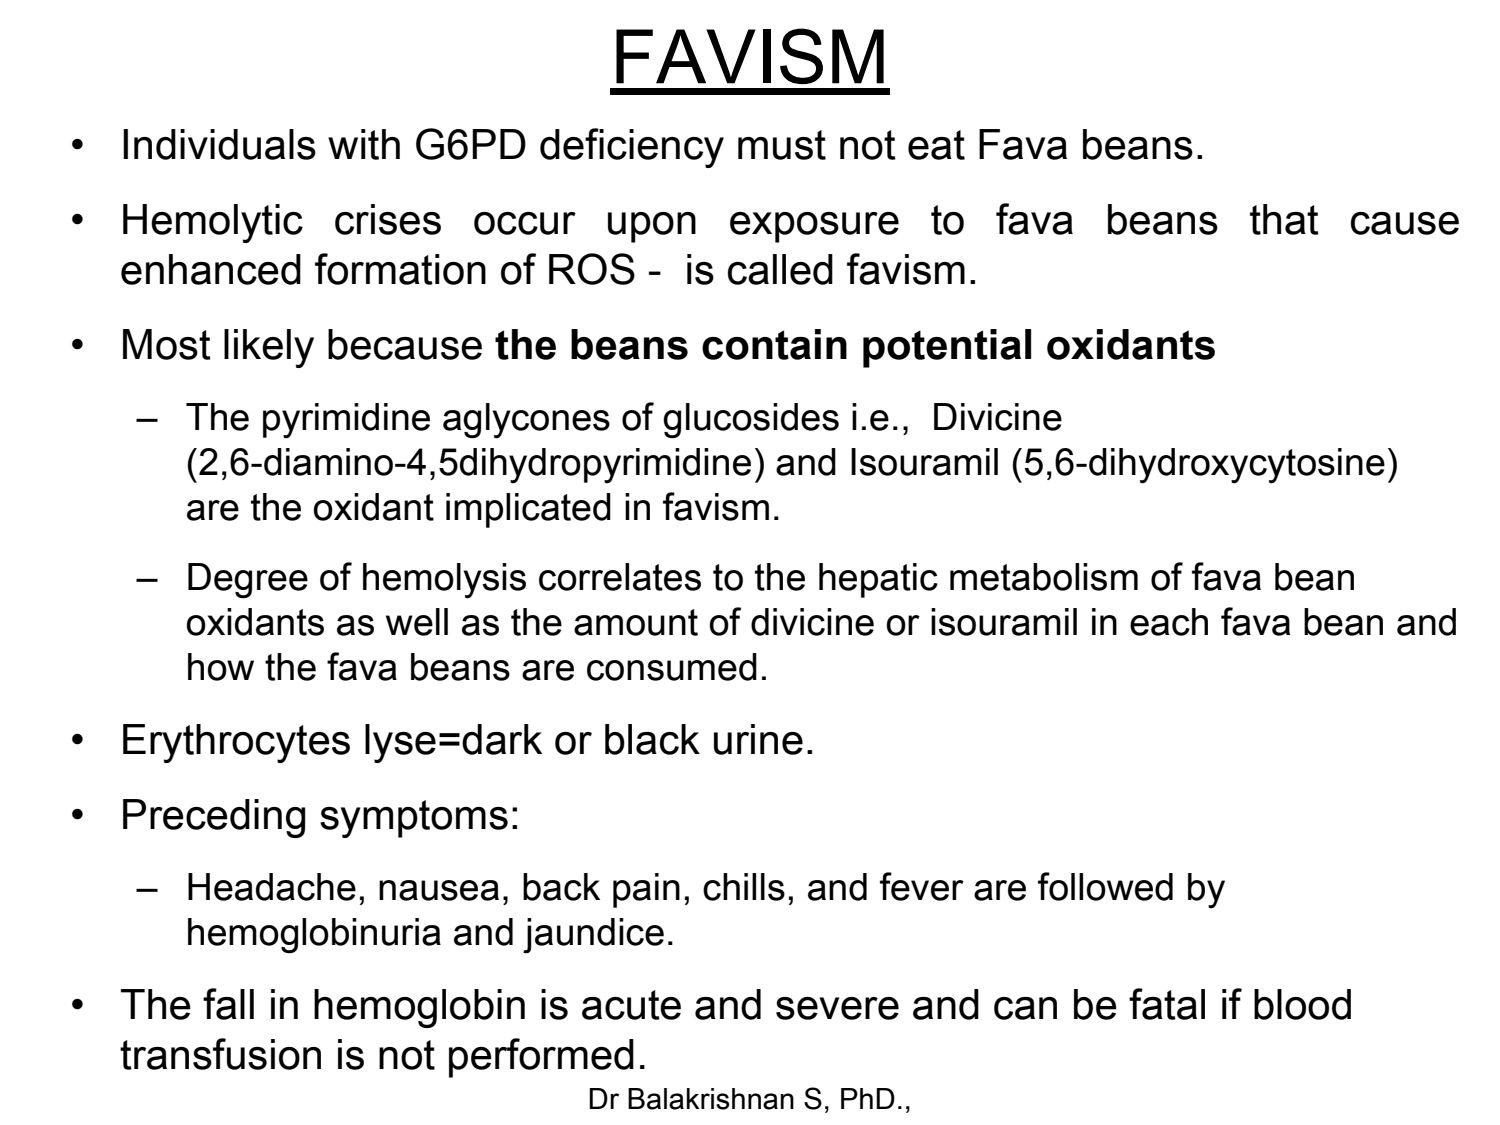 FAVISM
• Individuals with G6PD deficiency must not eat Fava beans.
• Hemolytic crises occur upon exposure to fava beans that cause
enhanced formation of ROS - is called favism.
• Most likely because the beans contain potential oxidants
– The pyrimidine aglycones of glucosides i.e., Divicine
(2,6-diamino-4,5dihydropyrimidine) and Isouramil (5,6-dihydroxycytosine)
are the oxidant implicated in favism.
– Degree of hemolysis correlates to the hepatic metabolism of fava bean
oxidants as well as the amount of divicine or isouramil in each fava bean and
how the fava beans are consumed.
• Erythrocytes lyse=dark or black urine.
• Preceding symptoms:
– Headache, nausea, back pain, chills, and fever are followed by
hemoglobinuria and jaundice.
• The fall in hemoglobin is acute and severe and can be fatal if blood
transfusion is not performed.
Dr Balakrishnan S, PhD.,